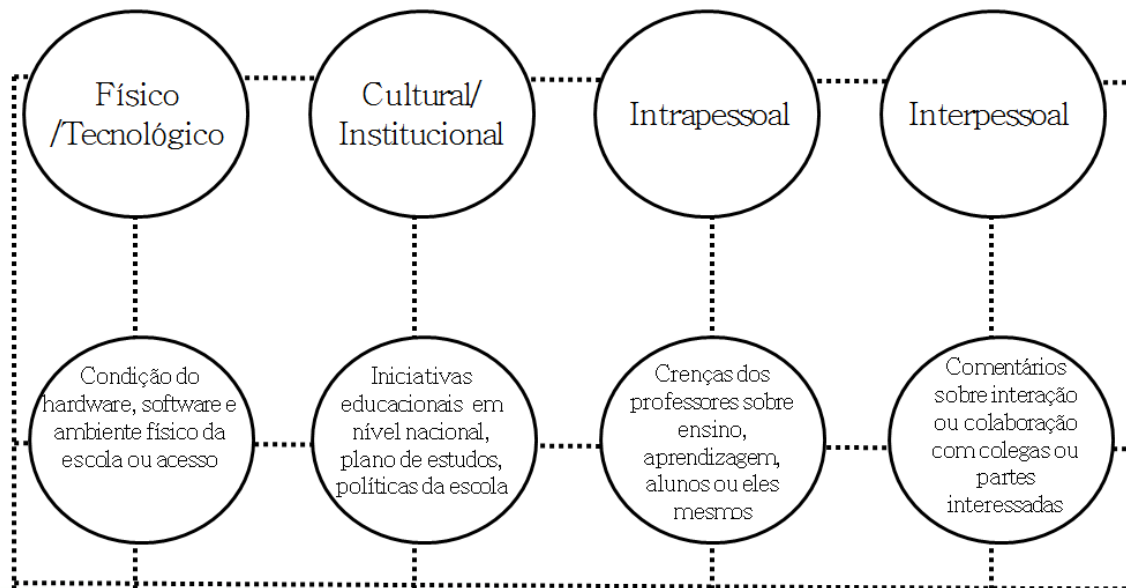 Físico
/Tecnológico
Cultural/
Institucional
Intrapessoal
Interpessoal
Condição do
hardware, software e
ambiente físico da
escola ou acesso
Iniciativas
educacionais em
nível nacional,
plano de estudos,
políticas da escola
Crenças dos
professores sobre
ensino,
aprendizagem,
alunos ou eles
mesmos
Comentários
sobre interação
ou colaboração
com colegas ou
partes
interessadas